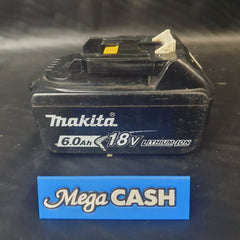 makita
6.0Ah 18V LITHIUM-ION
Mega CASH